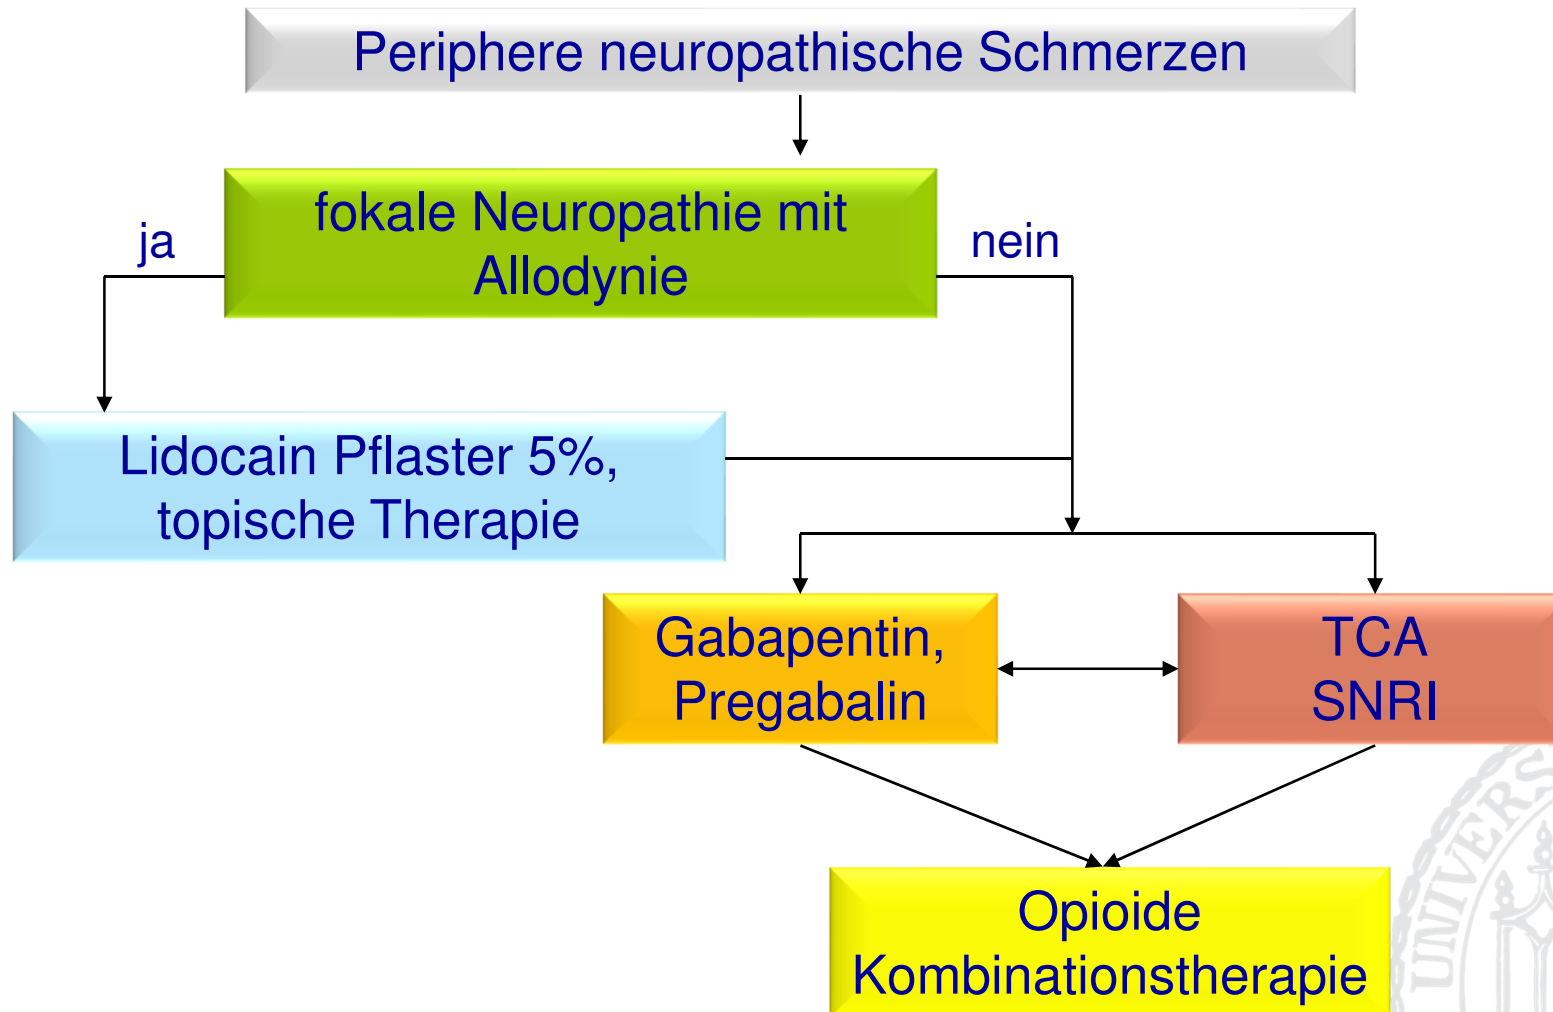 Periphere neuropathische Schmerzen
fokale Neuropathie mit
Allodynie
ja
nein
Lidocain Pflaster 5%,
topische Therapie
Gabapentin,
Pregabalin
TCA
SNRI
Opioide
Kombinationstherapie
UNIVERS